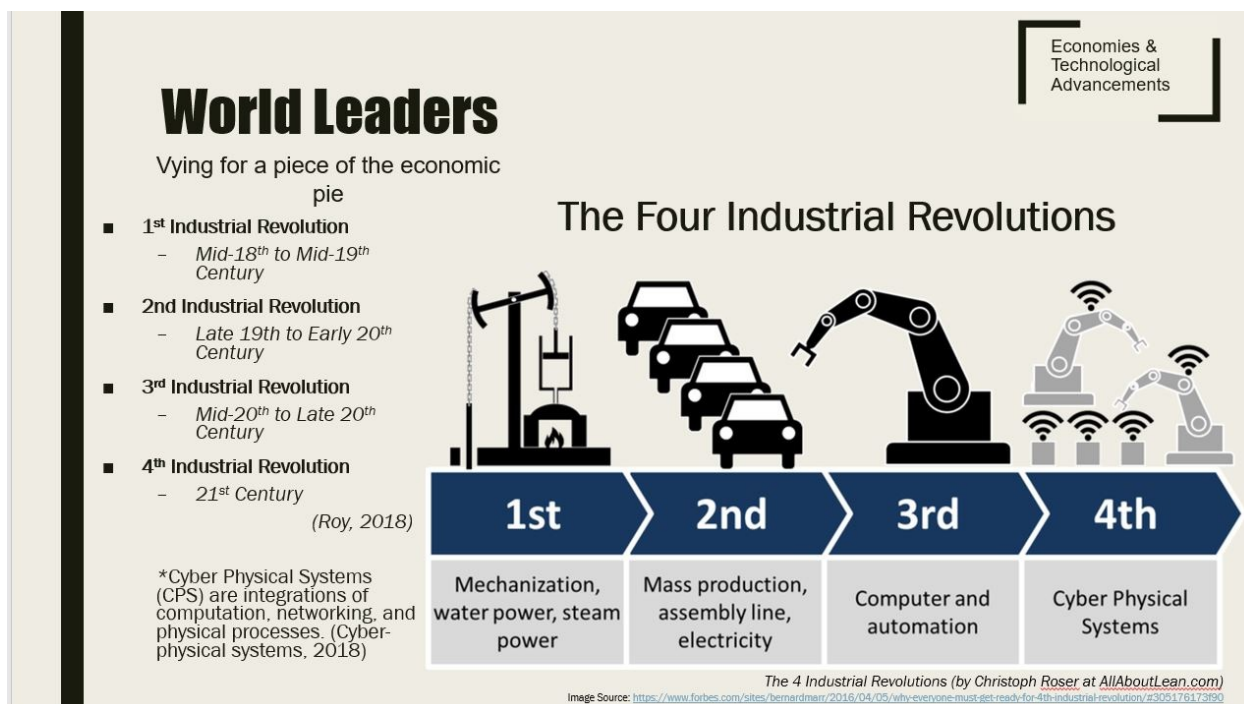 Economies &
Technological
Advancements
World Leaders
Vying for a piece of the economic
pie
■ 1st Industrial Revolution
– Mid-18th to Mid-19th
Century
■ 2nd Industrial Revolution
– Late 19th to Early 20th
Century
■ 3rd Industrial Revolution
– Mid-20th to Late 20th
Century
■ 4th Industrial Revolution
– 21st Century
(Roy, 2018)
*Cyber Physical Systems
(CPS) are integrations of
computation, networking, and
physical processes. (Cyber-
physical systems, 2018)
The Four Industrial Revolutions
1st
2nd
3rd
4th
Mechanization,
water power, steam
power
Mass production,
assembly line,
electricity
Computer and
automation
Cyber Physical
Systems
The 4 Industrial Revolutions (by Christoph Roser at AllAboutLean.com)
Image Source: https://www.forbes.com/sites/bernardmarr/2016/04/05/why-everyone-must-get-ready-for-4th-industrial-revolution/#305176173f90